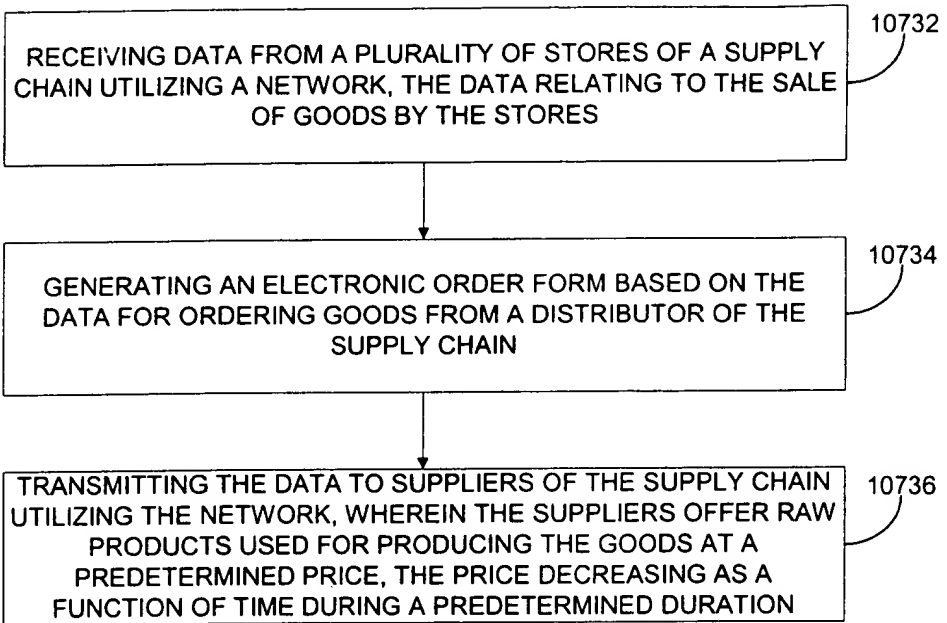 RECEIVING DATA FROM A PLURALITY OF STORES OF A SUPPLY
CHAIN UTILIZING A NETWORK, THE DATA RELATING TO THE SALE
OF GOODS BY THE STORES
10732
GENERATING AN ELECTRONIC ORDER FORM BASED ON THE
DATA FOR ORDERING GOODS FROM A DISTRIBUTOR OF THE
SUPPLY CHAIN
10734
TRANSMITTING THE DATA TO SUPPLIERS OF THE SUPPLY CHAIN
UTILIZING THE NETWORK, WHEREIN THE SUPPLIERS OFFER RAW
PRODUCTS USED FOR PRODUCING THE GOODS AT A
PREDETERMINED PRICE, THE PRICE DECREASING AS A
FUNCTION OF TIME DURING A PREDETERMINED DURATION
10736